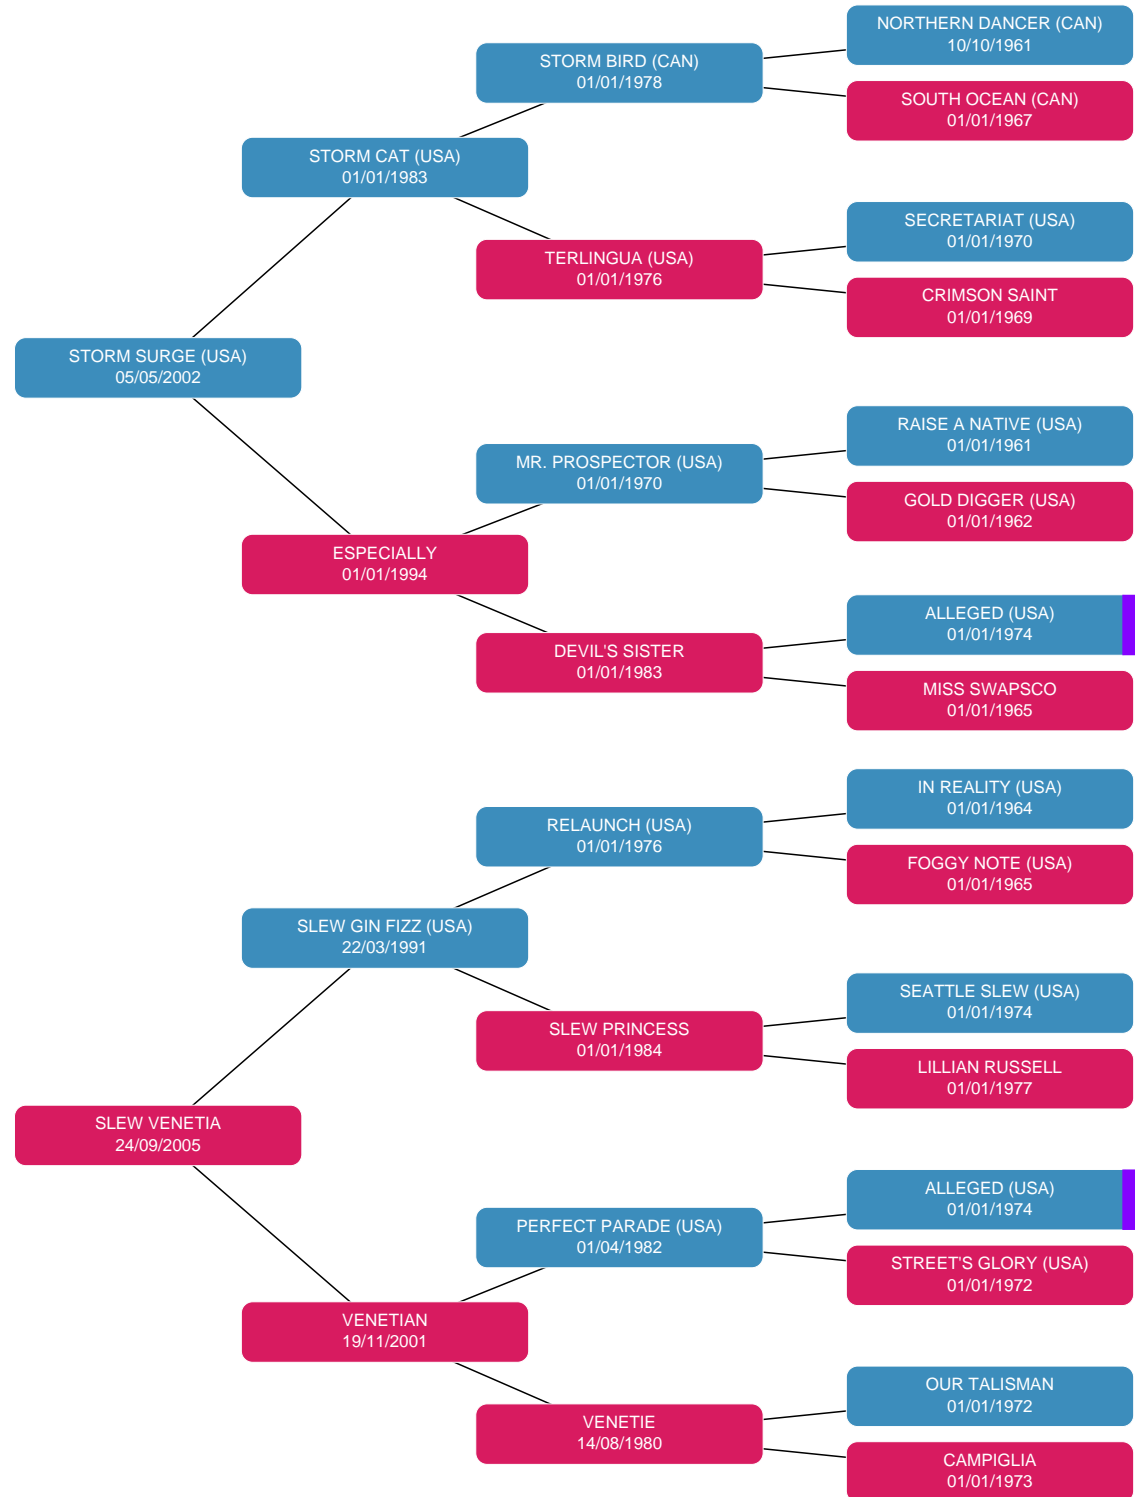 NORTHERN DANCER (CAN)
10/10/1961
STORM BIRD (CAN)
01/01/1978
SOUTH OCEAN (CAN)
01/01/1967
STORM CAT (USA)
01/01/1983
SECRETARIAT (USA)
01/01/1970
TERLINGUA (USA)
01/01/1976
CRIMSON SAINT
01/01/1969
STORM SURGE (USA)
05/05/2002
RAISE A NATIVE (USA)
01/01/1961
MR. PROSPECTOR (USA)
01/01/1970
GOLD DIGGER (USA)
01/01/1962
ESPECIALLY
01/01/1994
ALLEGED (USA)
01/01/1974
DEVIL'S SISTER
01/01/1983
MISS SWAPSCO
01/01/1965
IN REALITY (USA)
01/01/1964
RELAUNCH (USA)
01/01/1976
FOGGY NOTE (USA)
01/01/1965
SLEW GIN FIZZ (USA)
22/03/1991
SEATTLE SLEW (USA)
01/01/1974
SLEW PRINCESS
01/01/1984
LILLIAN RUSSELL
01/01/1977
SLEW VENETIA
24/09/2005
ALLEGED (USA)
01/01/1974
PERFECT PARADE (USA)
01/04/1982
STREET'S GLORY (USA)
01/01/1972
VENETIAN
19/11/2001
OUR TALISMAN
01/01/1972
VENETIE
14/08/1980
CAMPIGLIA
01/01/1973